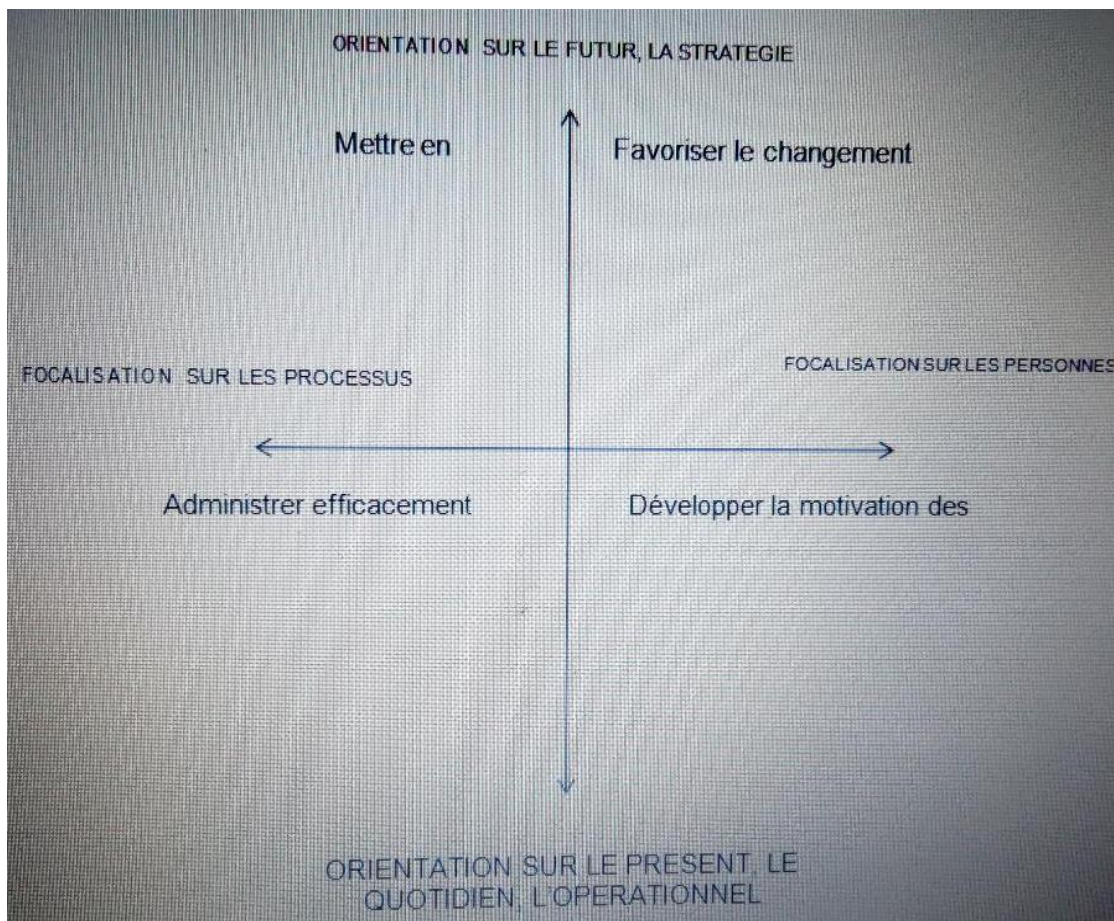 ORIENTATION SUR LE FUTUR, LA STRATEGIE
Mettre en
Favoriser le changement
FOCALISATION SUR LES PROCESSUS
FOCALISATION SUR LES PERSONNES
Administrer efficacement
Développer la motivation des
ORIENTATION SUR LE PRESENT, LE
QUOTIDIEN, L'OPERATIONNEL